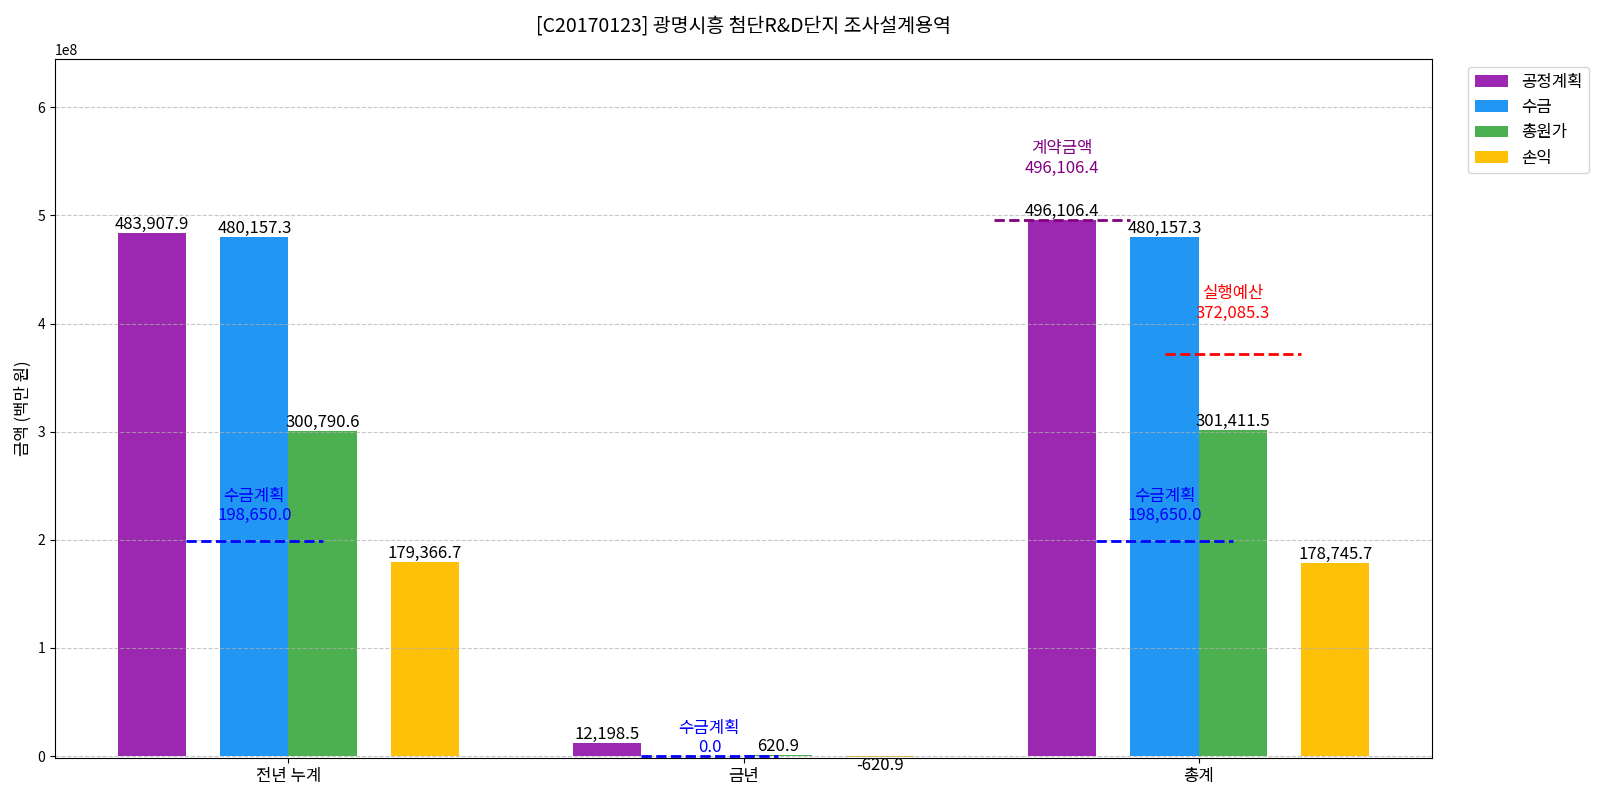 [C20170123] 광명시흥 첨단R&D단지 조사설계용역
1e8
6
5
4
3
2
1
0
금액 (백만 원)
483,907.9
480,157.3
300,790.6
수금계획
198,650.0
179,366.7
12,198.5
수금계획
0.0
620.9
-620.9
계약금액
496,106.4
496,106.4
480,157.3
실행예산
372,085.3
301,411.5
수금계획
198,650.0
178,745.7
전년 누계
금년
총계
공정계획
수금
총원가
손익